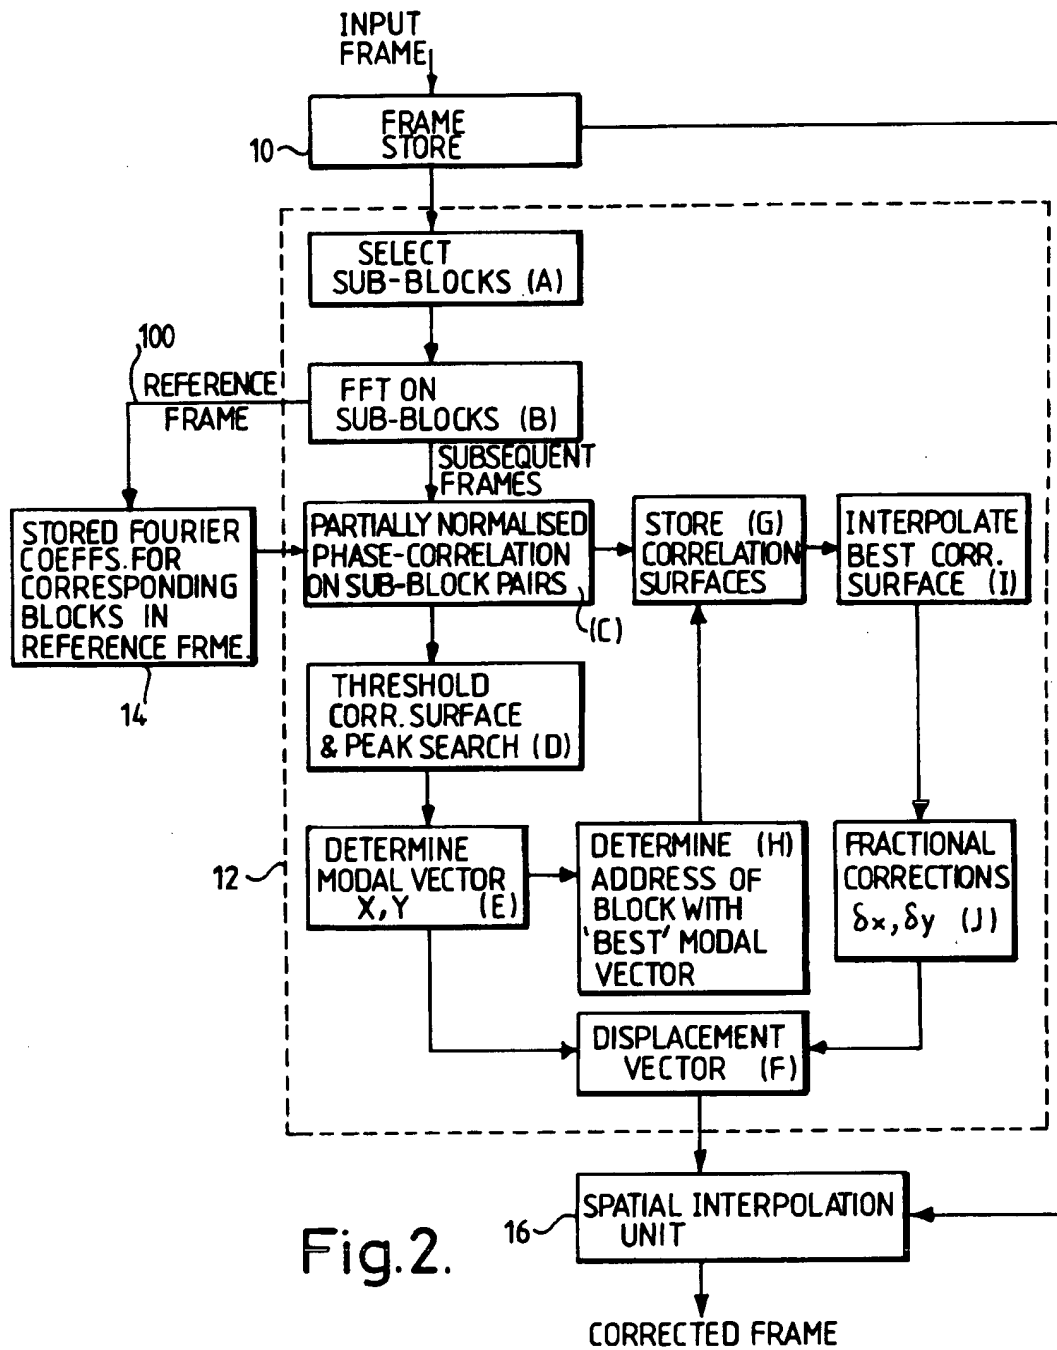 INPUT
FRAME
FRAME
STORE
10
SELECT
SUB-BLOCKS (A)
100
REFERENCE
FRAME
FFT ON
SUB-BLOCKS (B)
SUBSEQUENT
FRAMES
STORED FOURIER
COEFFS. FOR
CORRESPONDING
BLOCKS IN
REFERENCE FRME.
14
PARTIALLY NORMALISED
PHASE-CORRELATION
ON SUB-BLOCK PAIRS
(C)
STORE (G)
CORRELATION
SURFACES
INTERPOLATE
BEST CORR.
SURFACE (I)
THRESHOLD
CORR. SURFACE
& PEAK SEARCH (D)
12
DETERMINE
MODAL VECTOR
X, Y (E)
DETERMINE (H)
ADDRESS OF
BLOCK WITH
'BEST' MODAL
VECTOR
FRACTIONAL
CORRECTIONS
δx, δy (J)
DISPLACEMENT
VECTOR (F)
16
SPATIAL INTERPOLATION
UNIT
Fig.2.
CORRECTED FRAME